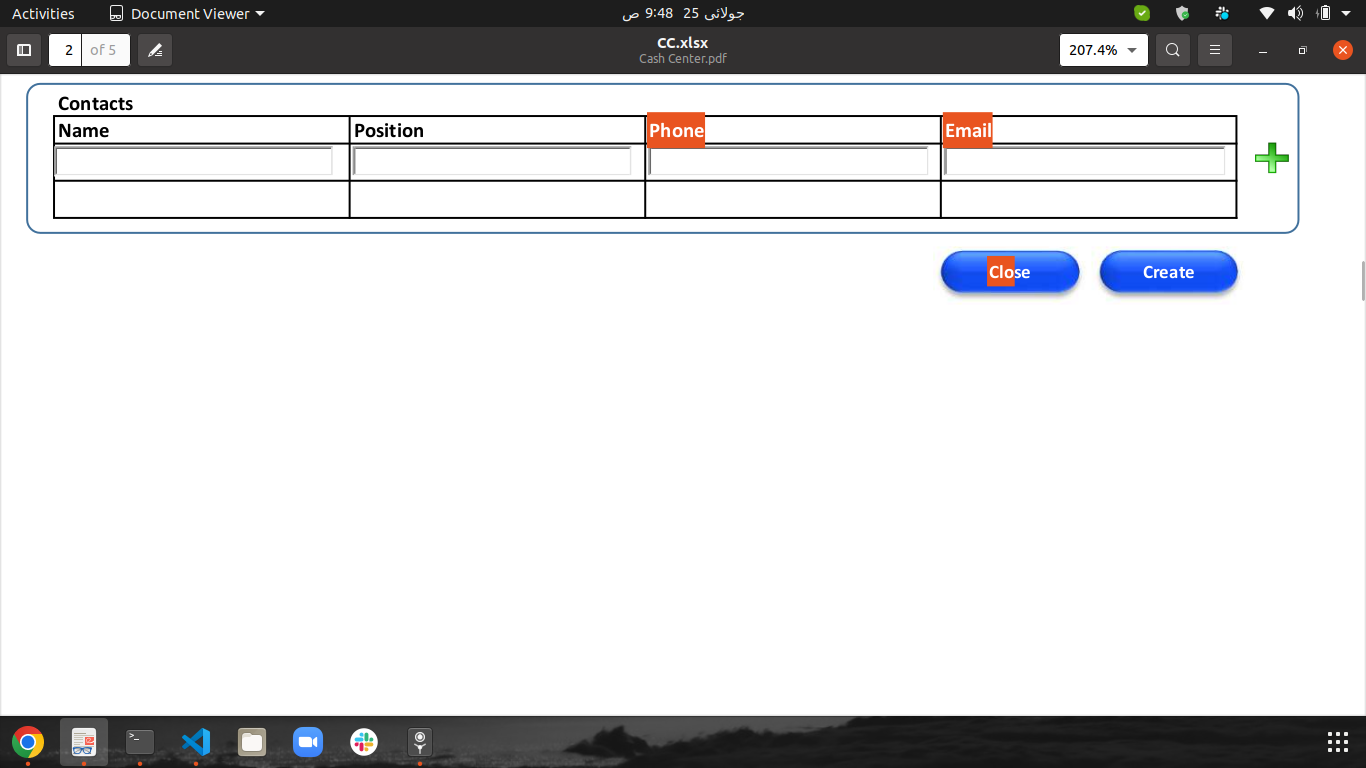 Activities Document Viewer جولائی 25 9:48 ص
2 of 5 CC.xlsx 207.4%
Cash Center.pdf
Contacts
Name Position Phone Email
Close Create